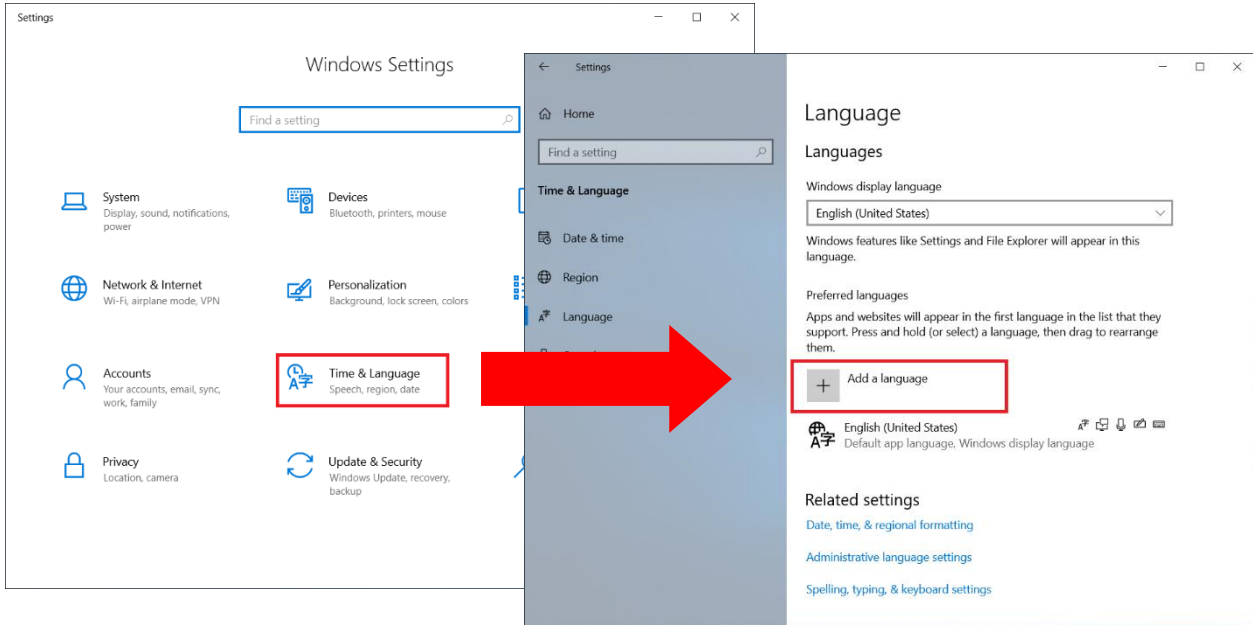 Settings
Windows Settings
Find a setting
System
Display, sound, notifications,
power
Devices
Bluetooth, printers, mouse
Network & Internet
Wi-Fi, airplane mode, VPN
Personalization
Background, lock screen, colors
Accounts
Your accounts, email, sync,
work, family
Time & Language
Speech, region, date
Privacy
Location, camera
Update & Security
Windows Update, recovery,
backup
Settings
Home
Find a setting
Time & Language
Date & time
Region
Language
Language
Languages
Windows display language
English (United States)
Windows features like Settings and File Explorer will appear in this
language.
Preferred languages
Apps and websites will appear in the first language in the list that they
support. Press and hold (or select) a language, then drag to rearrange
them.
Add a language
English (United States)
Default app language, Windows display language
Related settings
Date, time, & regional formatting
Administrative language settings
Spelling, typing, & keyboard settings